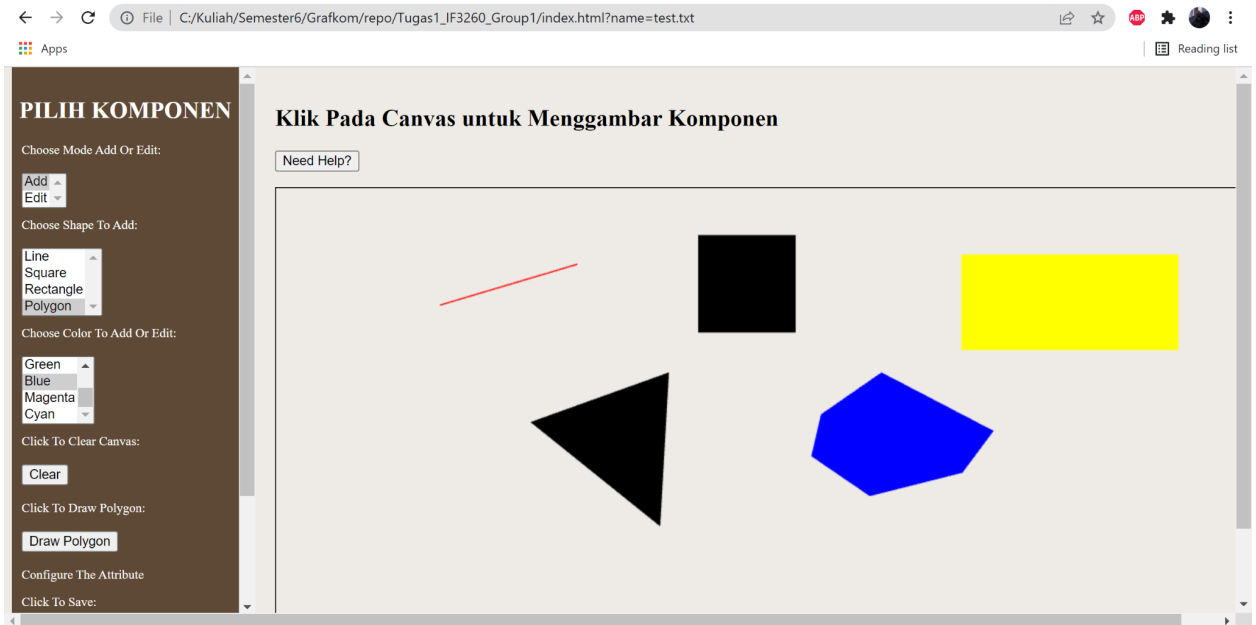 File | C:/Kuliah/Semester6/Grafkom/repo/Tugas1_IF3260_Group1/index.html?name=test.txt
ABP
Apps
Reading list
PILIH KOMPONEN
Choose Mode Add Or Edit:
Add
Edit
Choose Shape To Add:
Line
Square
Rectangle
Polygon
Choose Color To Add Or Edit:
Green
Blue
Magenta
Cyan
Click To Clear Canvas:
Clear
Click To Draw Polygon:
Draw Polygon
Configure The Attribute
Click To Save:
Klik Pada Canvas untuk Menggambar Komponen
Need Help?